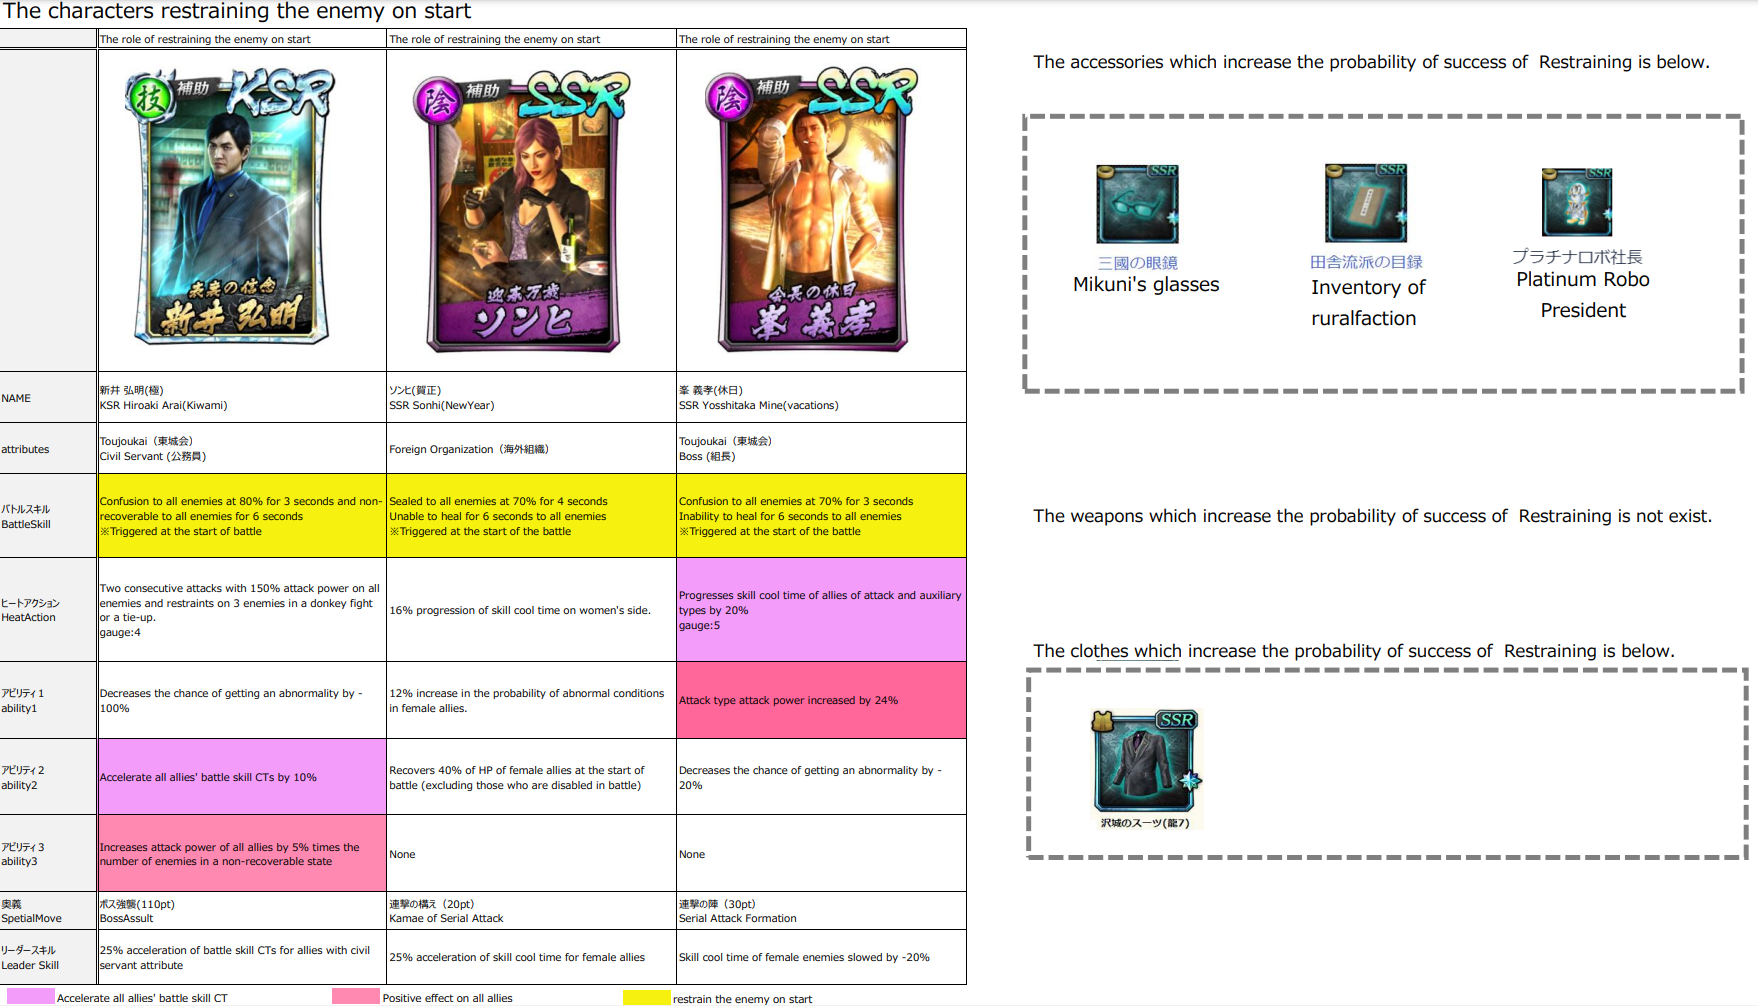 The characters restraining the enemy on start
The role of restraining the enemy on start
The role of restraining the enemy on start
The role of restraining the enemy on start
技 補助 KSR
未来の信念
新井 弘明
陰 補助 SSR
迎来万歳
ソンヒ
陰 補助 SSR
会長の休日
峯 義孝
NAME
新井 弘明(極)
KSR Hiroaki Arai(Kiwami)
ソンヒ(賀正)
SSR Sonhi(NewYear)
峯 義孝(休日)
SSR Yosshitaka Mine(vacations)
attributes
Toujoukai（東城会）
Civil Servant (公務員)
Foreign Organization（海外組織）
Toujoukai（東城会）
Boss (組長)
バトルスキル
BattleSkill
Confusion to all enemies at 80% for 3 seconds and non-
recoverable to all enemies for 6 seconds
※Triggered at the start of battle
Sealed to all enemies at 70% for 4 seconds
Unable to heal for 6 seconds to all enemies
※Triggered at the start of the battle
Confusion to all enemies at 70% for 3 seconds
Inability to heal for 6 seconds to all enemies
※Triggered at the start of the battle
ヒートアクション
HeatAction
Two consecutive attacks with 150% attack power on all
enemies and restraints on 3 enemies in a donkey fight
or a tie-up.
gauge:4
16% progression of skill cool time on women's side.
Progresses skill cool time of allies of attack and auxiliary
types by 20%
gauge:5
アビリティ1
ability1
Decreases the chance of getting an abnormality by -
100%
12% increase in the probability of abnormal conditions
in female allies.
Attack type attack power increased by 24%
アビリティ2
ability2
Accelerate all allies' battle skill CTs by 10%
Recovers 40% of HP of female allies at the start of
battle (excluding those who are disabled in battle)
Decreases the chance of getting an abnormality by -
20%
アビリティ3
ability3
Increases attack power of all allies by 5% times the
number of enemies in a non-recoverable state
None
None
奥義
SpetialMove
ボス強襲(110pt)
BossAssult
連撃の構え（20pt）
Kamae of Serial Attack
連撃の陣（30pt）
Serial Attack Formation
リーダースキル
Leader Skill
25% acceleration of battle skill CTs for allies with civil
servant attribute
25% acceleration of skill cool time for female allies
Skill cool time of female enemies slowed by -20%
Accelerate all allies' battle skill CT
Positive effect on all allies
restrain the enemy on start
The accessories which increase the probability of success of Restraining is below.
SSR
三國の眼鏡
Mikuni's glasses
SSR
田舎流派の目録
Inventory of
ruralfaction
SSR
プラチナロボ社長
Platinum Robo
President
The weapons which increase the probability of success of Restraining is not exist.
The clothes which increase the probability of success of Restraining is below.
SSR
沢城のスーツ(龍7)